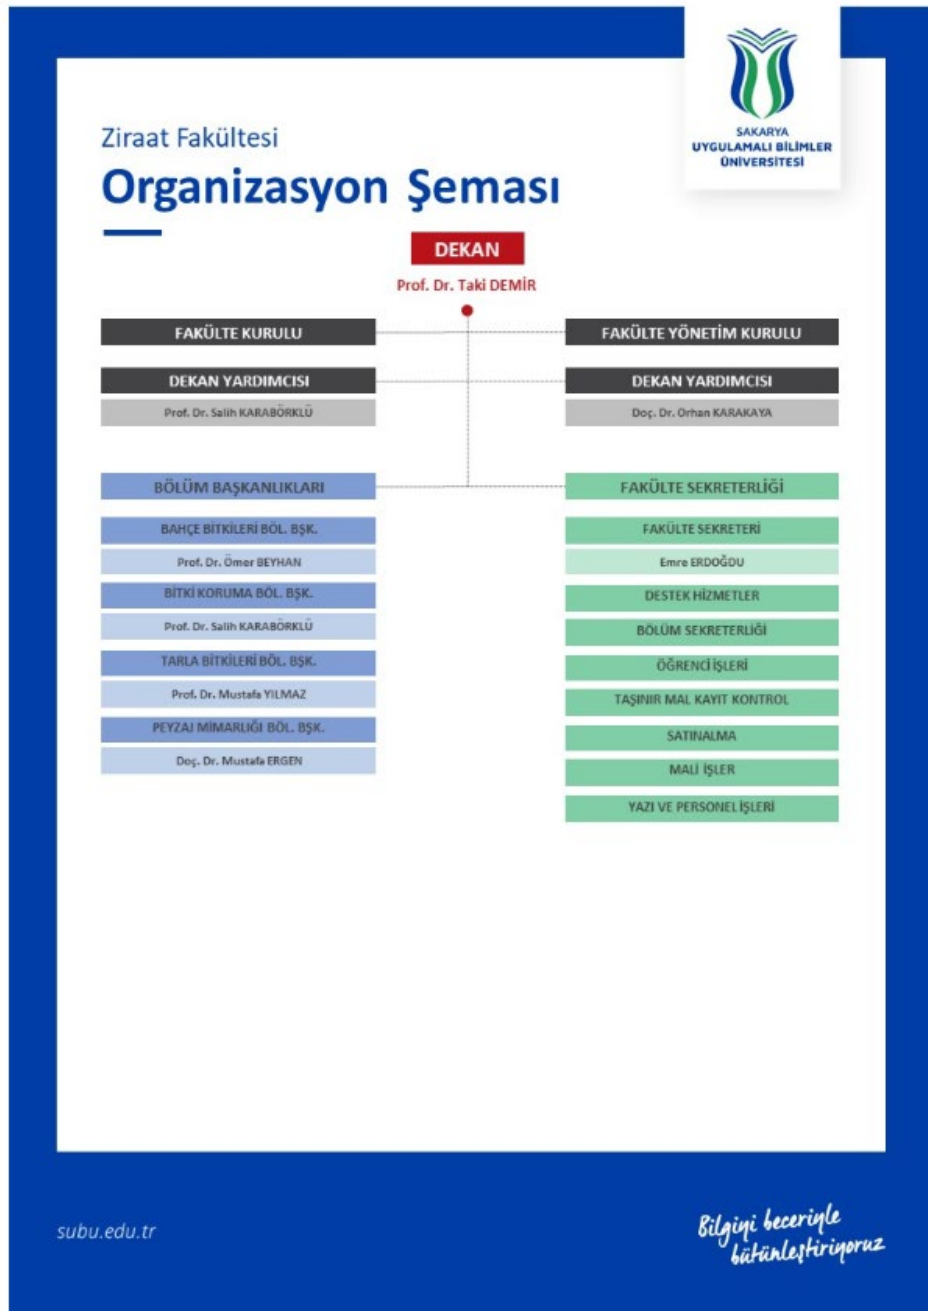 SAKARYA
UYGULAMALI BİLİMLER
ÜNİVERSİTESİ
Ziraat Fakültesi
Organizasyon Şeması
DEKAN
Prof. Dr. Taki DEMİR
FAKÜLTE KURULU
FAKÜLTE YÖNETİM KURULU
DEKAN YARDIMCISI
DEKAN YARDIMCISI
Prof. Dr. Salih KARABÖRKLÜ
Doç. Dr. Orhan KARAKAYA
BÖLÜM BAŞKANLIKLARI
BAHÇE BİTKİLERİ BÖL. BŞK.
Prof. Dr. Ömer BEYHAN
BİTKİ KORUMA BÖL. BŞK.
Prof. Dr. Salih KARABÖRKLÜ
TARLA BİTKİLERİ BÖL. BŞK.
Prof. Dr. Mustafa YILMAZ
PEYZAJ MİMARLIĞI BÖL. BŞK.
Doç. Dr. Mustafa ERGEN
FAKÜLTE SEKRETERLİĞİ
FAKÜLTE SEKRETERİ
Emre ERDOĞDU
DESTEK HİZMETLER
BÖLÜM SEKRETERLİĞİ
ÖĞRENCİ İŞLERİ
TAŞINIR MAL KAYIT KONTROL
SATINALMA
MALİ İŞLER
YAZI VE PERSONEL İŞLERİ
subu.edu.tr
Bilgiyi beceriyle
bütünleştiriyoruz